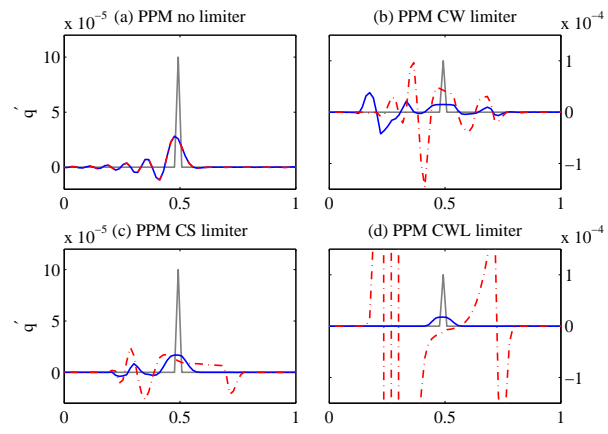 (a) PPM no limiter
(b) PPM CW limiter
x 10⁻⁵
x 10⁻⁴
10
5
0
q′
0
0.5
1
1
0
−1
0
0.5
1
(c) PPM CS limiter
(d) PPM CWL limiter
x 10⁻⁵
x 10⁻⁴
10
5
0
q′
0
0.5
1
1
0
−1
0
0.5
1